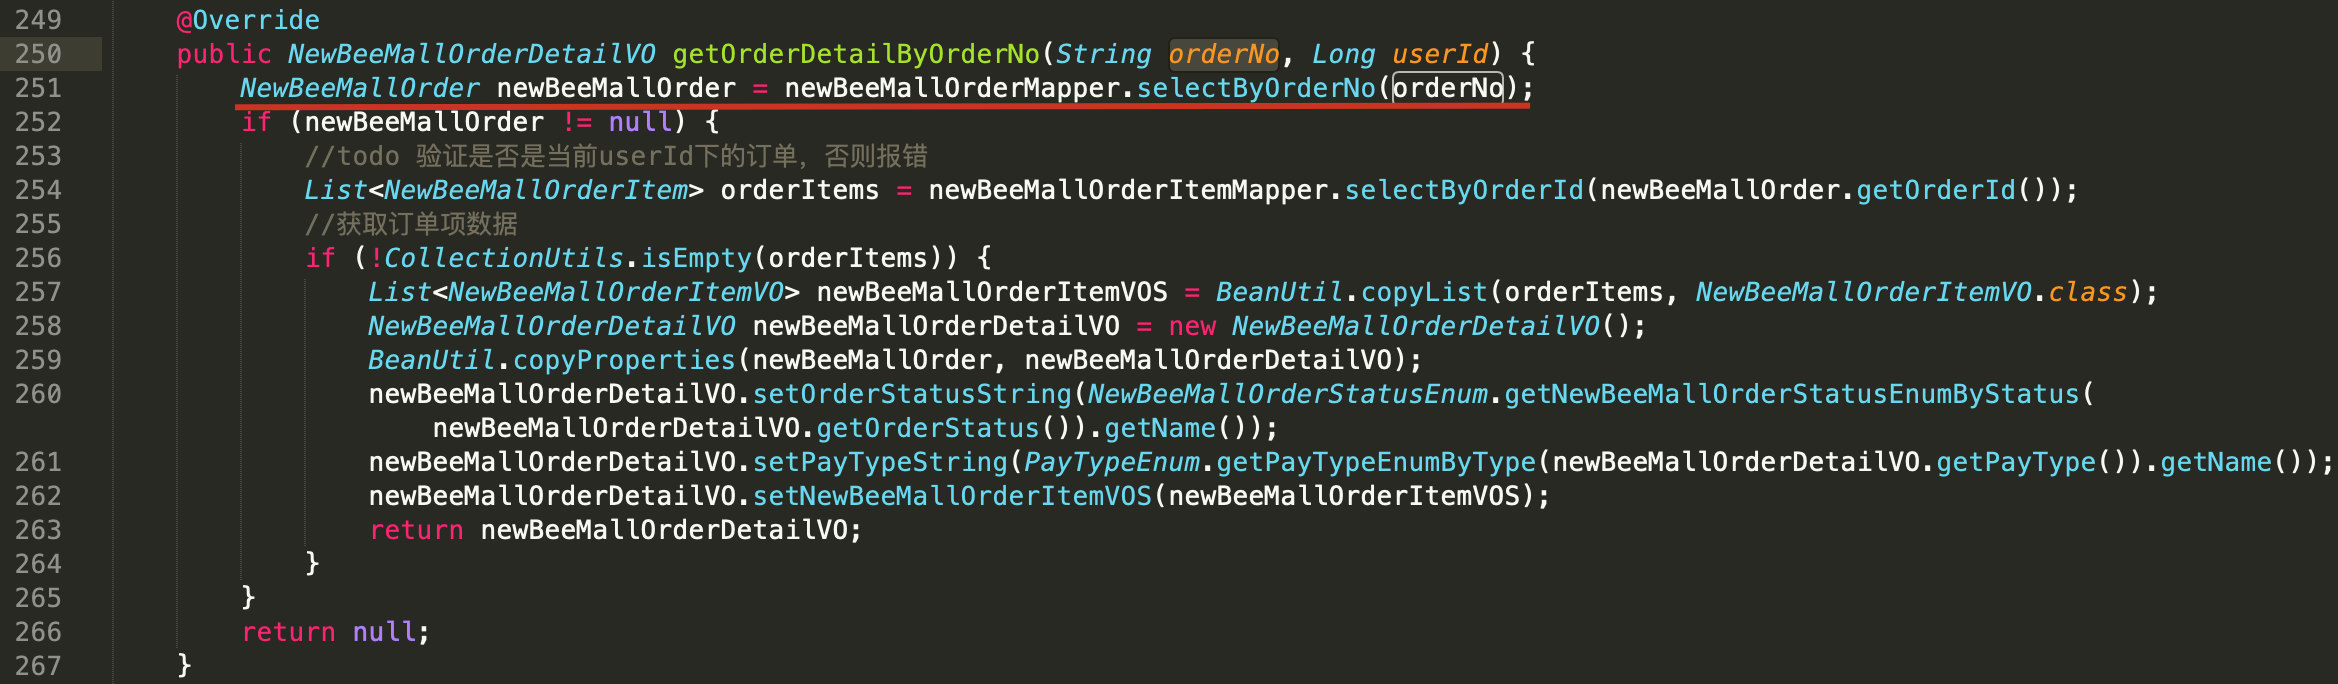 249 @Override
250 public NewBeeMallOrderDetailVO getOrderDetailByOrderNo(String orderNo, Long userId) {
251 NewBeeMallOrder newBeeMallOrder = newBeeMallOrderMapper.selectByOrderNo(orderNo);
252 if (newBeeMallOrder != null) {
253 //todo 验证是否是当前userId下的订单，否则报错
254 List<NewBeeMallOrderItem> orderItems = newBeeMallOrderItemMapper.selectByOrderId(newBeeMallOrder.getOrderId());
255 //获取订单项数据
256 if (!CollectionUtils.isEmpty(orderItems)) {
257 List<NewBeeMallOrderItemVO> newBeeMallOrderItemVOS = BeanUtil.copyList(orderItems, NewBeeMallOrderItemVO.class);
258 NewBeeMallOrderDetailVO newBeeMallOrderDetailVO = new NewBeeMallOrderDetailVO();
259 BeanUtil.copyProperties(newBeeMallOrder, newBeeMallOrderDetailVO);
260 newBeeMallOrderDetailVO.setOrderStatusString(NewBeeMallOrderStatusEnum.getNewBeeMallOrderStatusEnumByStatus(
newBeeMallOrderDetailVO.getOrderStatus()).getName());
261 newBeeMallOrderDetailVO.setPayTypeString(PayTypeEnum.getPayTypeEnumByType(newBeeMallOrderDetailVO.getPayType()).getName());
262 newBeeMallOrderDetailVO.setNewBeeMallOrderItemVOS(newBeeMallOrderItemVOS);
263 return newBeeMallOrderDetailVO;
264 }
265 }
266 return null;
267 }